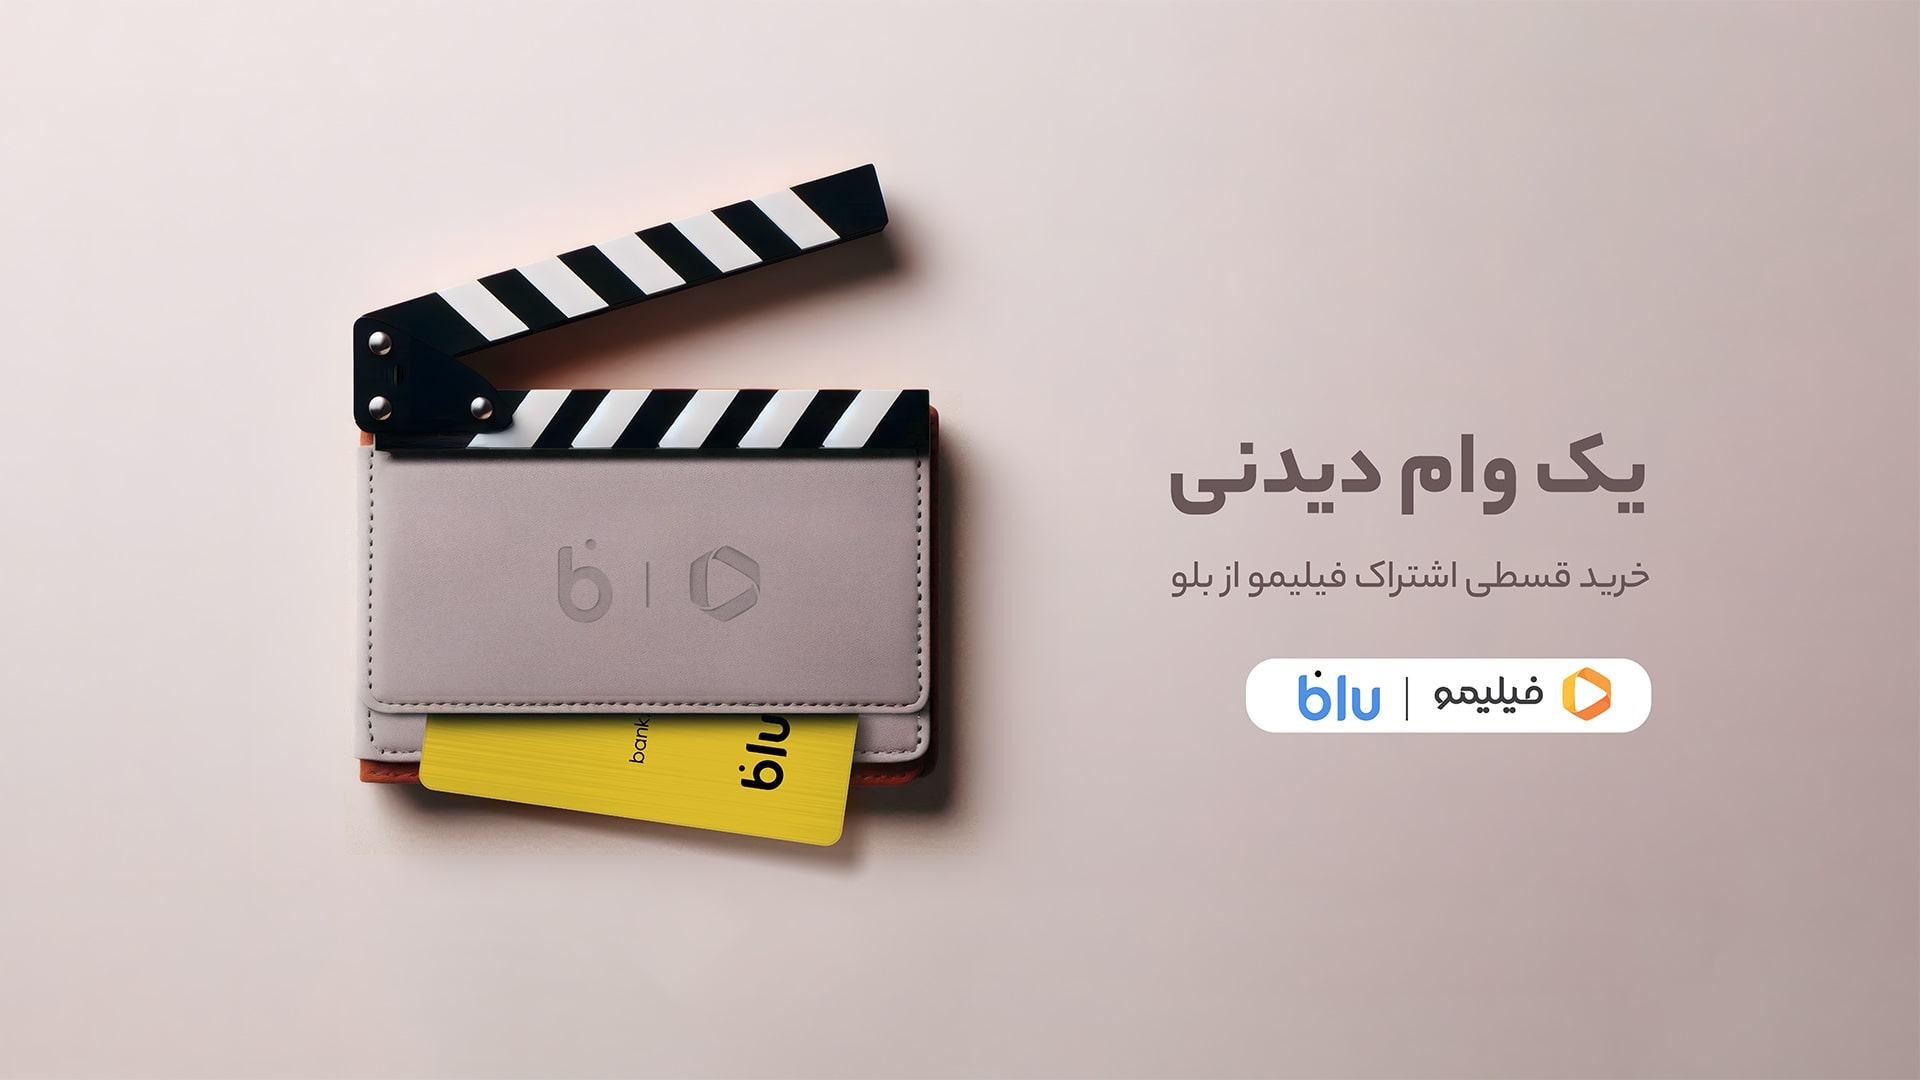 یک وام دیدنی
خرید قسطی اشتراک فیلیمو از بلو
فیلیمو | blu
b
blu
bank.